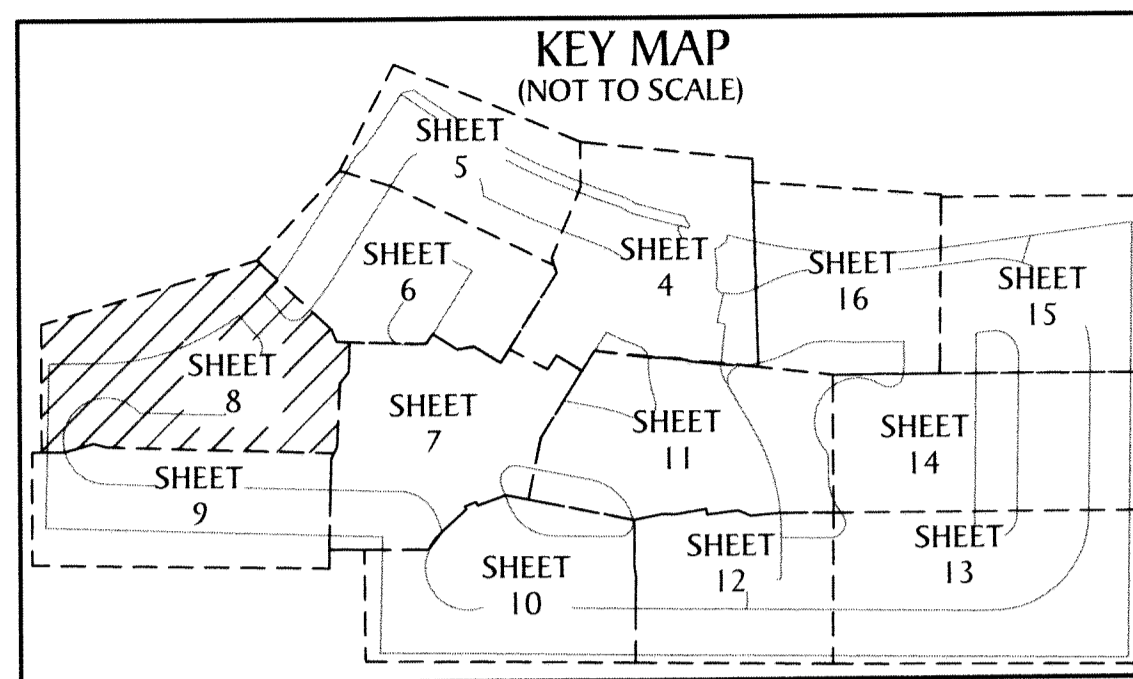 KEY MAP
(NOT TO SCALE)
SHEET
5
SHEET
6
SHEET
4
SHEET
16
SHEET
15
SHEET
8
SHEET
7
SHEET
11
SHEET
14
SHEET
9
SHEET
10
SHEET
12
SHEET
13